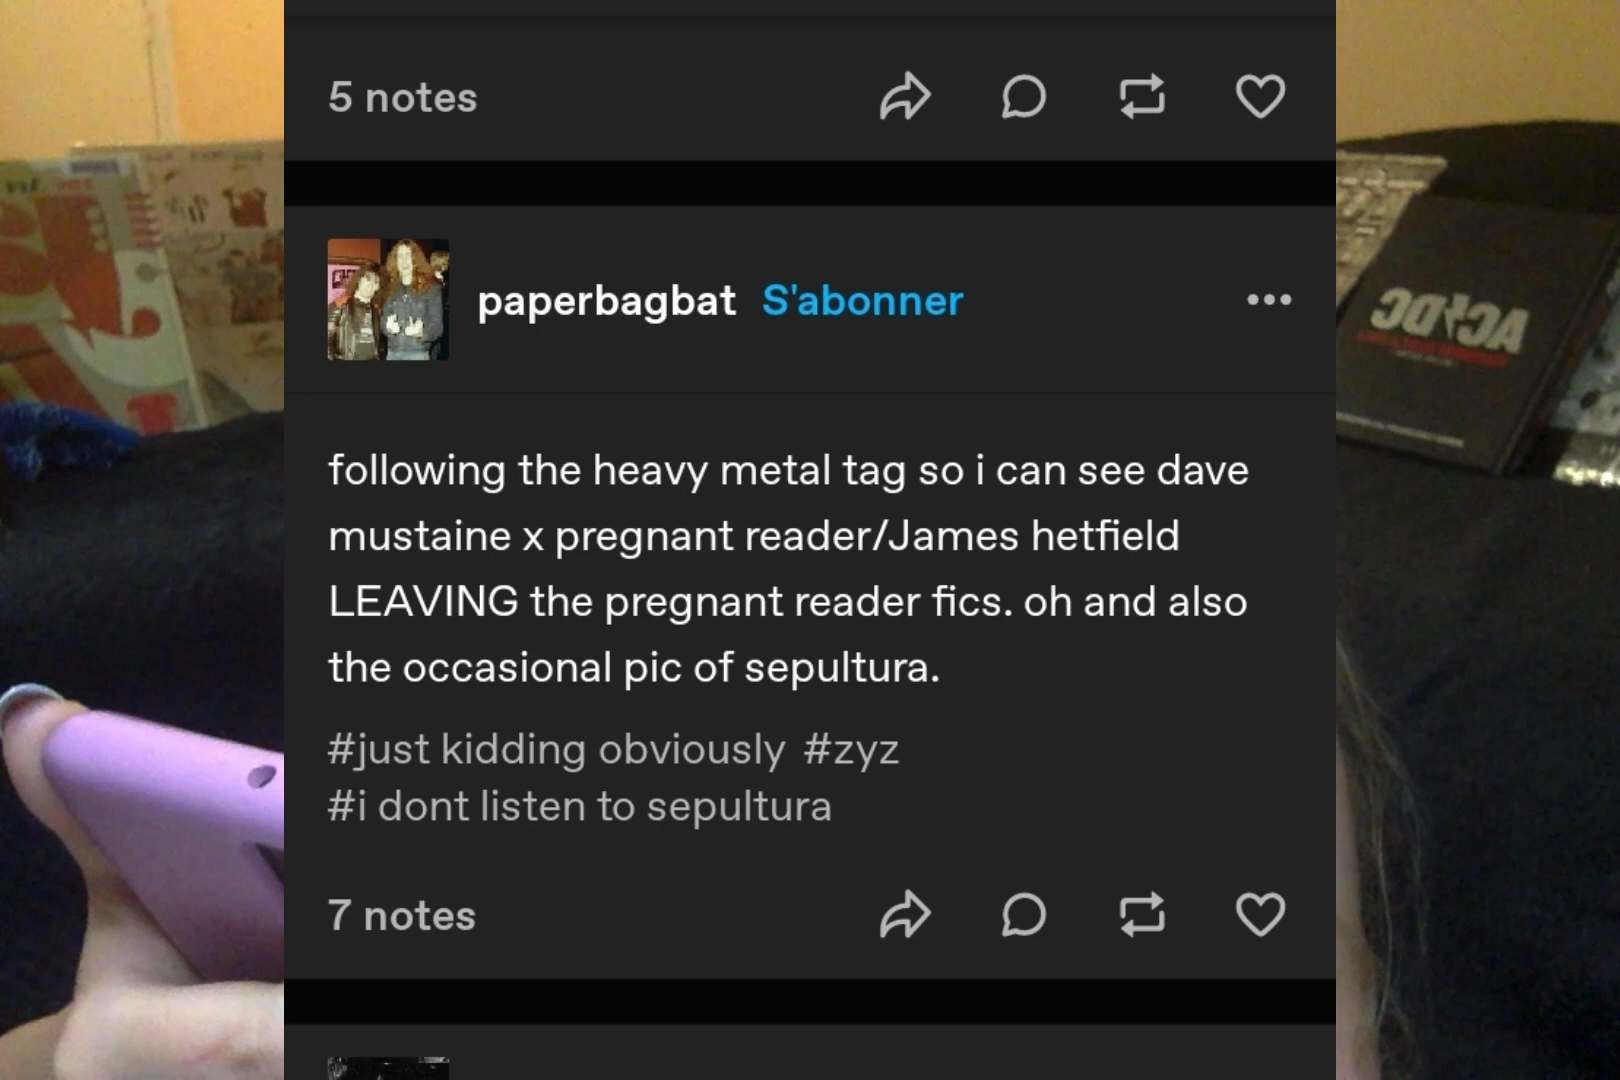 5 notes
paperbagbat S'abonner
following the heavy metal tag so i can see dave
mustaine x pregnant reader/James hetfield
LEAVING the pregnant reader fics. oh and also
the occasional pic of sepultura.
#just kidding obviously #zyz
#i dont listen to sepultura
7 notes
AC/DC